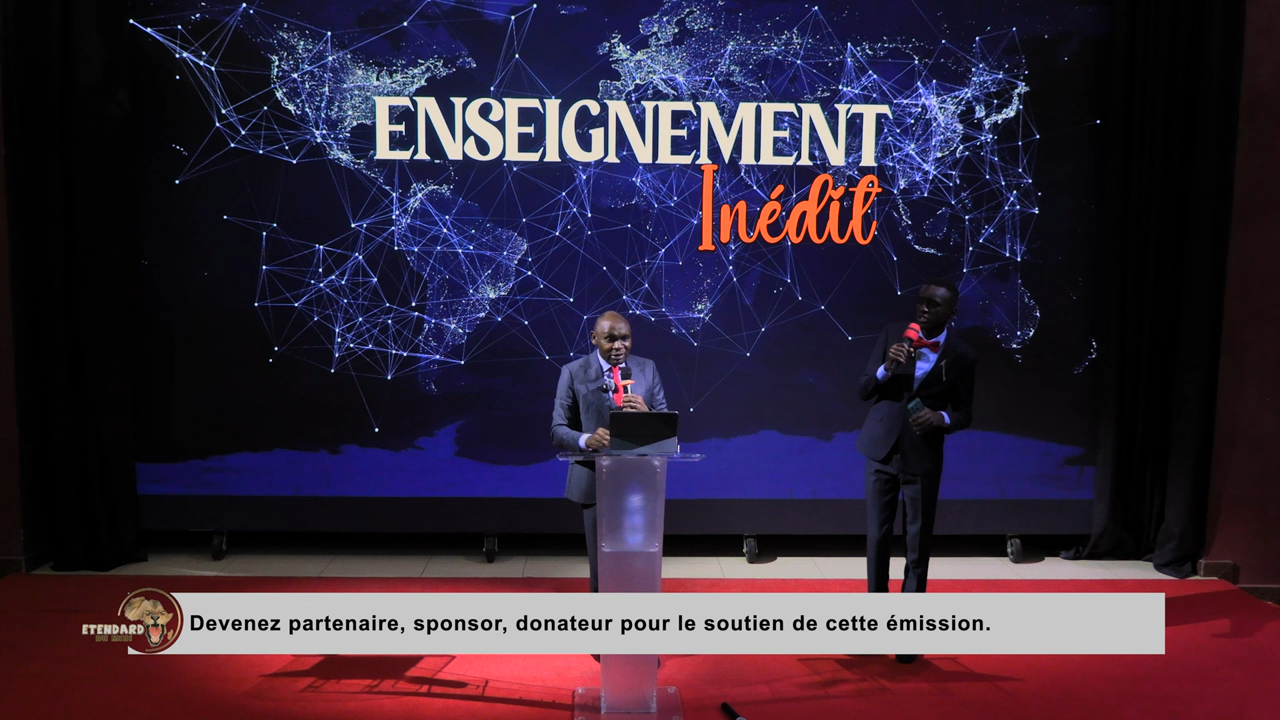 ENSEIGNEMENT
Inédit
ETENDARD
Devenez partenaire, sponsor, donateur pour le soutien de cette émission.